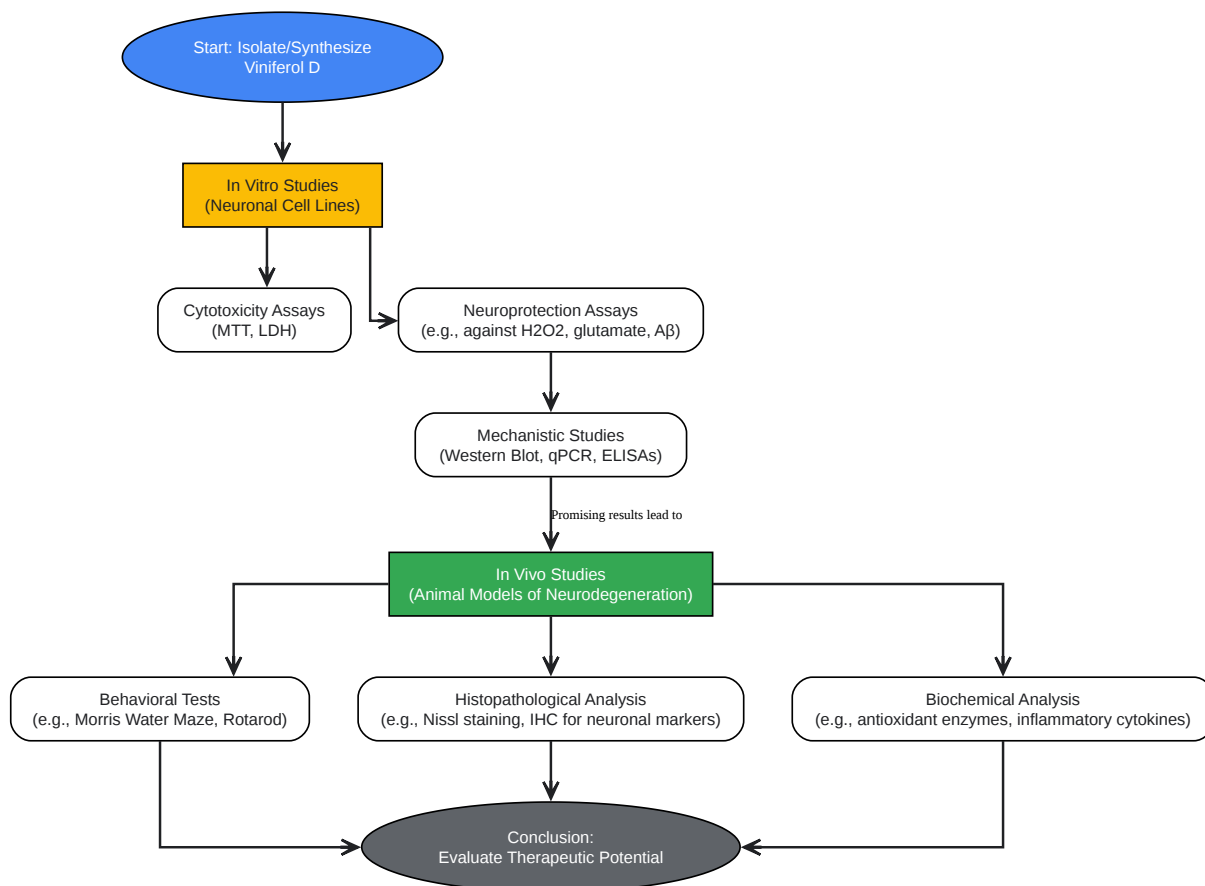 Start: Isolate/Synthesize
Viniferol D
In Vitro Studies
(Neuronal Cell Lines)
Cytotoxicity Assays
(MTT, LDH)
Neuroprotection Assays
(e.g., against H2O2, glutamate, Aβ)
Mechanistic Studies
(Western Blot, qPCR, ELISAs)
Promising results lead to
In Vivo Studies
(Animal Models of Neurodegeneration)
Behavioral Tests
(e.g., Morris Water Maze, Rotarod)
Histopathological Analysis
(e.g., Nissl staining, IHC for neuronal markers)
Biochemical Analysis
(e.g., antioxidant enzymes, inflammatory cytokines)
Conclusion:
Evaluate Therapeutic Potential